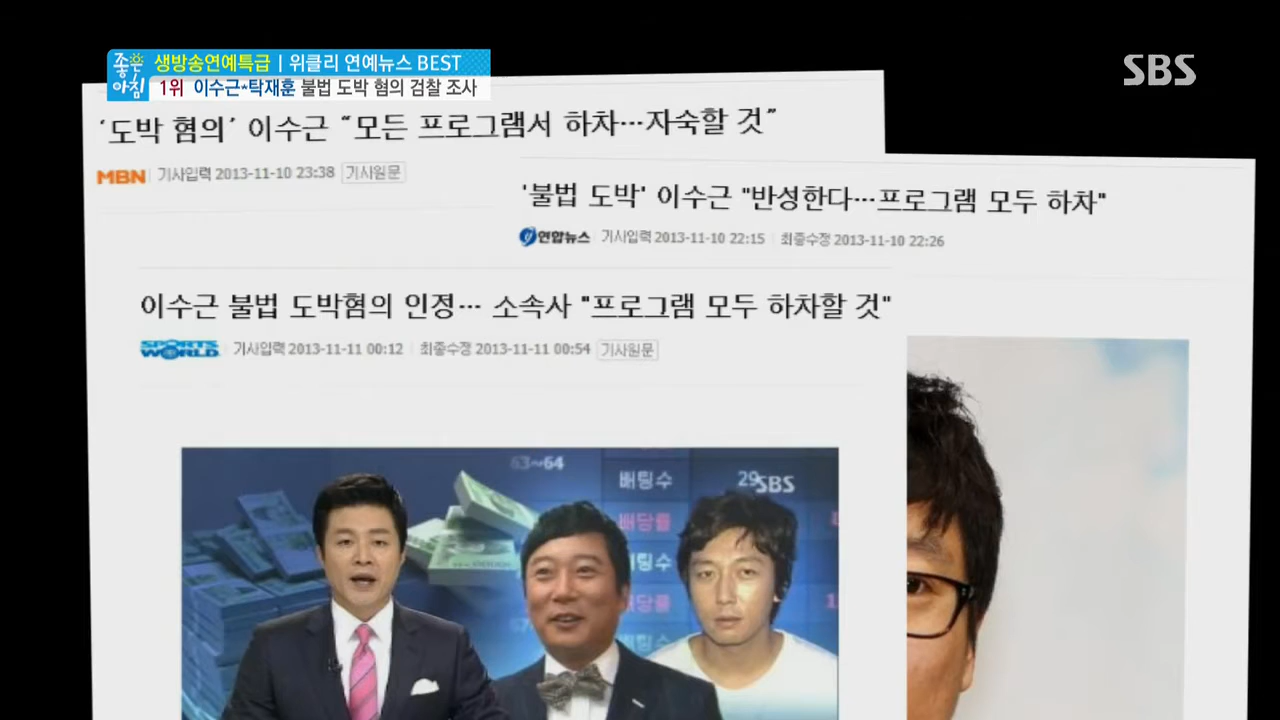 좋은 아침
생방송연예특급 | 위클리 연예뉴스 BEST
1위 이수근*탁재훈 불법 도박 혐의 검찰 조사
SBS
‘도박 혐의’ 이수근 “모든 프로그램서 하차…자숙할 것”
MBN 기사입력 2013-11-10 23:38 기사원문
'불법 도박' 이수근 "반성한다…프로그램 모두 하차"
연합뉴스 기사입력 2013-11-10 22:15 | 최종수정 2013-11-10 22:26
이수근 불법 도박혐의 인정… 소속사 "프로그램 모두 하차할 것"
SPORTS WORLD 기사입력 2013-11-11 00:12 | 최종수정 2013-11-11 00:54 기사원문
63~64
배팅수 29
SBS
배당률
배팅수
배당률
배팅수